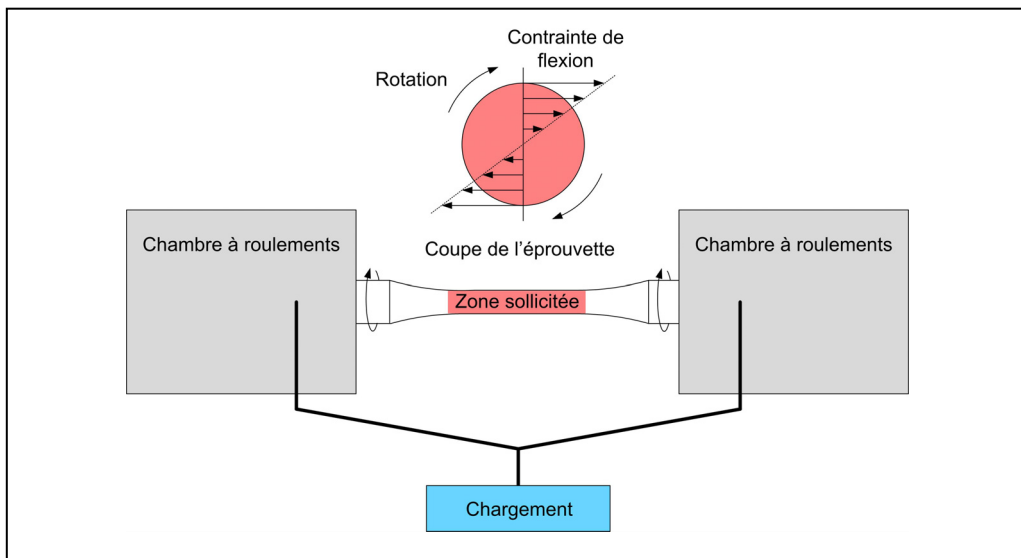 Contrainte de
flexion
Rotation
Chambre à roulements
Coupe de l'éprouvette
Chambre à roulements
Zone sollicitée
Chargement